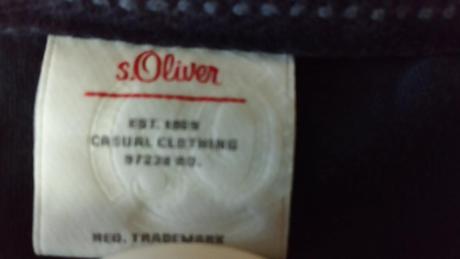 s.Oliver
EST. 1969
CASUAL CLOTHING
97228 RO.
REG. TRADEMARK